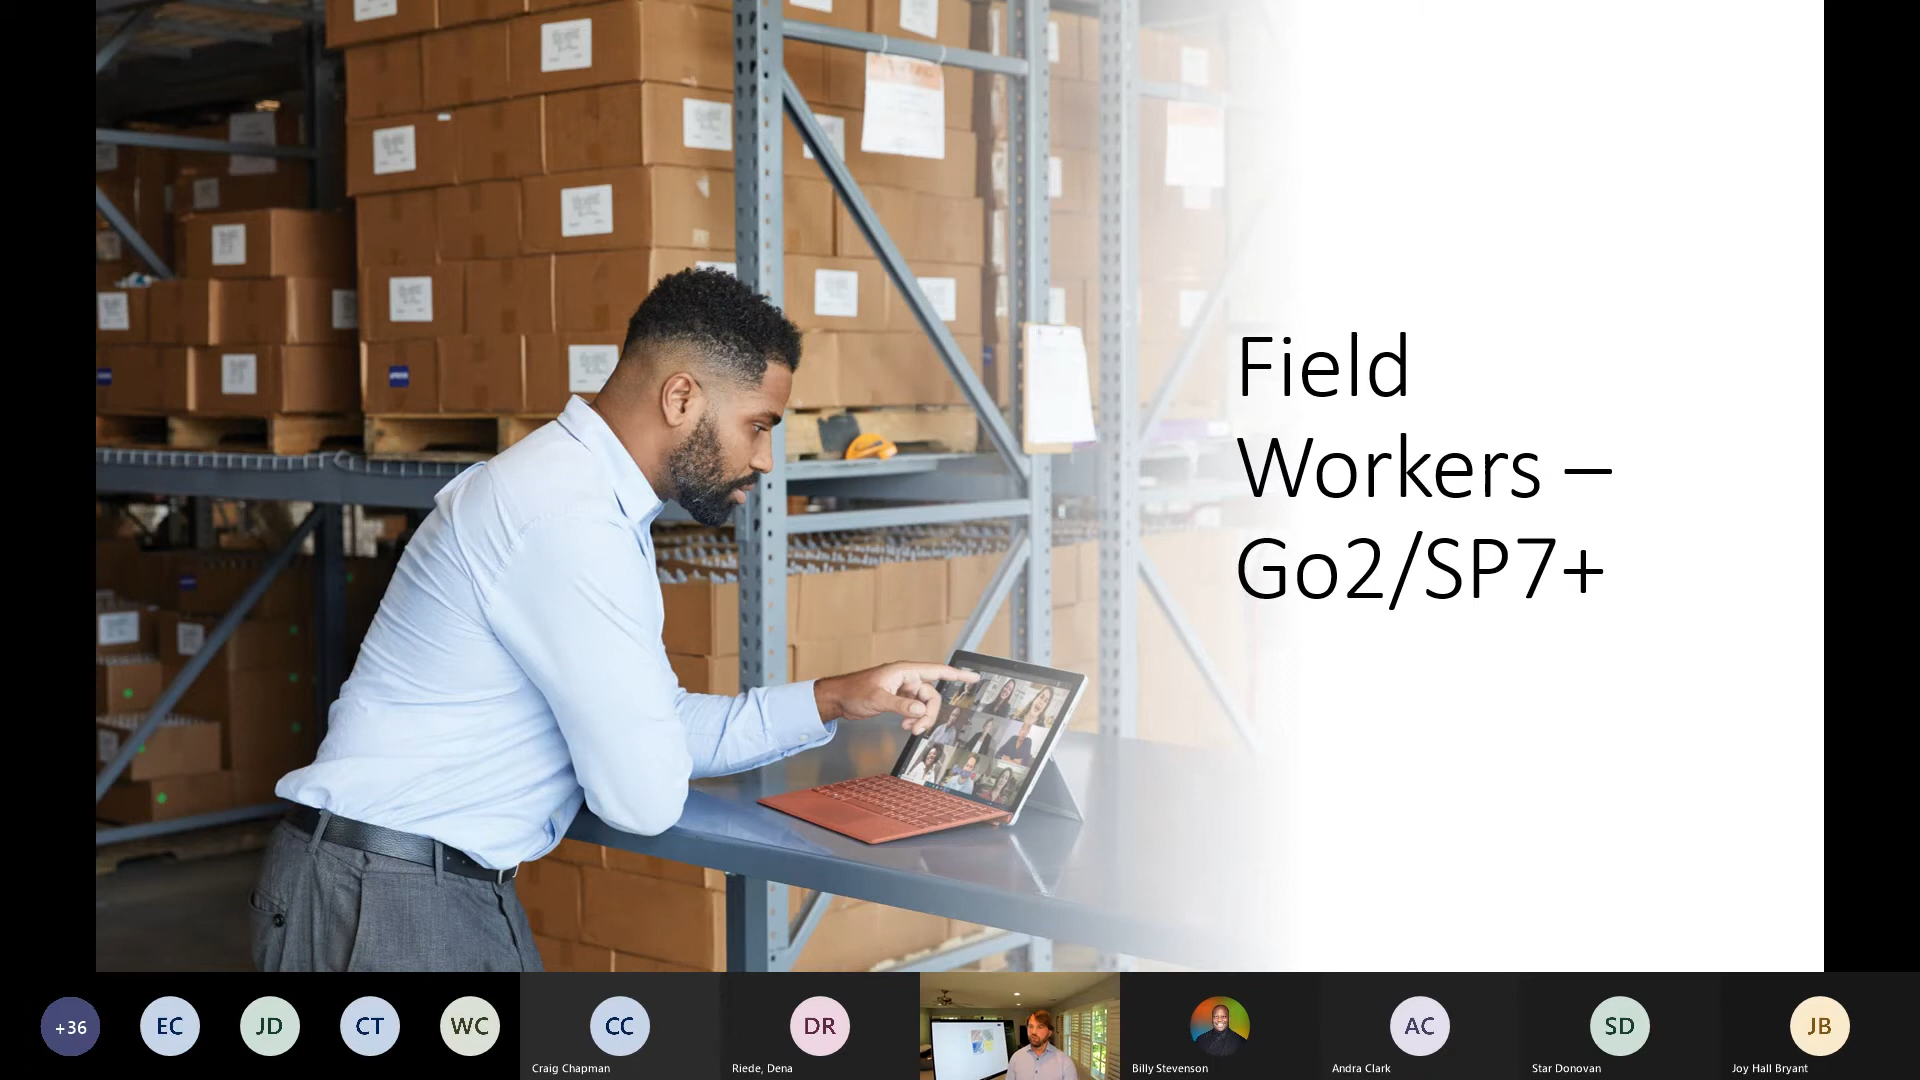 Field
Workers –
Go2/SP7+
+36
EC
JD
CT
WC
CC
Craig Chapman
DR
Riede, Dena
Billy Stevenson
AC
Andra Clark
SD
Star Donovan
JB
Joy Hall Bryant